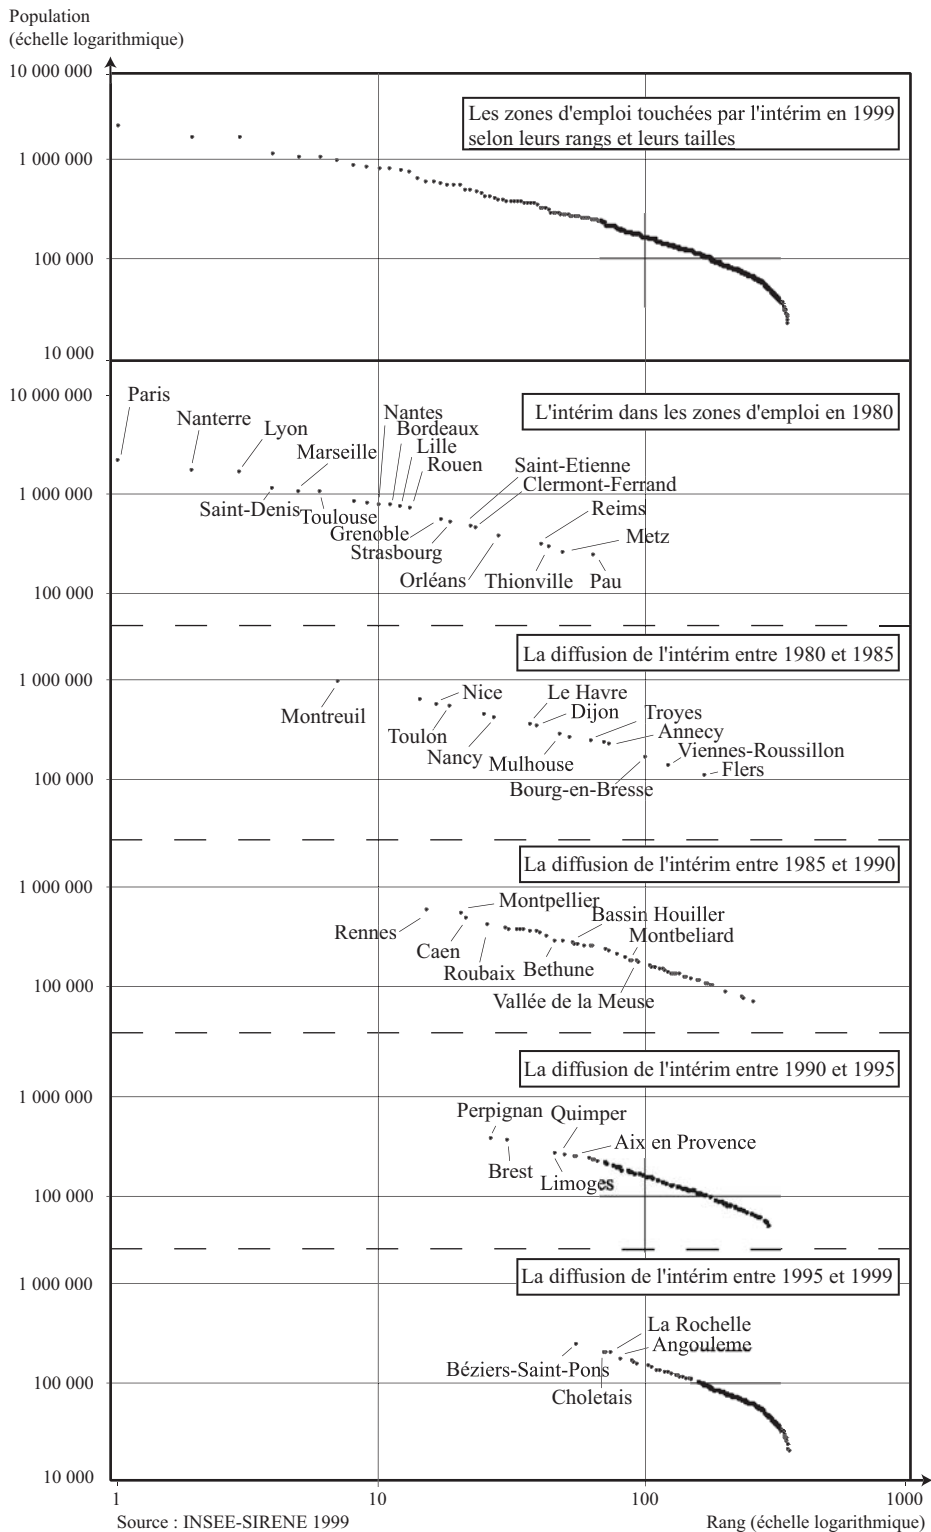 Population
(échelle logarithmique)
10 000 000
Les zones d'emploi touchées par l'intérim en 1999
selon leurs rangs et leurs tailles
1 000 000
100 000
10 000
10 000 000
Paris
L'intérim dans les zones d'emploi en 1980
Nanterre
Nantes
Lyon
Bordeaux
Marseille
Lille
Rouen
Saint-Etienne
Clermont-Ferrand
1 000 000
Saint-Denis
Toulouse
Reims
Grenoble
Metz
Strasbourg
Orléans
Thionville
Pau
100 000
La diffusion de l'intérim entre 1980 et 1985
1 000 000
Nice
Le Havre
Montreuil
Dijon
Troyes
Toulon
Annecy
Nancy
Viennes-Roussillon
Mulhouse
Flers
100 000
Bourg-en-Bresse
La diffusion de l'intérim entre 1985 et 1990
1 000 000
Montpellier
Bassin Houiller
Rennes
Montbeliard
Caen
Roubaix
Bethune
100 000
Vallée de la Meuse
La diffusion de l'intérim entre 1990 et 1995
1 000 000
Perpignan
Quimper
Aix en Provence
Brest
Limoges
100 000
La diffusion de l'intérim entre 1995 et 1999
1 000 000
La Rochelle
Angouleme
Béziers-Saint-Pons
100 000
Choletais
10 000
1
10
100
1000
Source : INSEE-SIRENE 1999
Rang (échelle logarithmique)